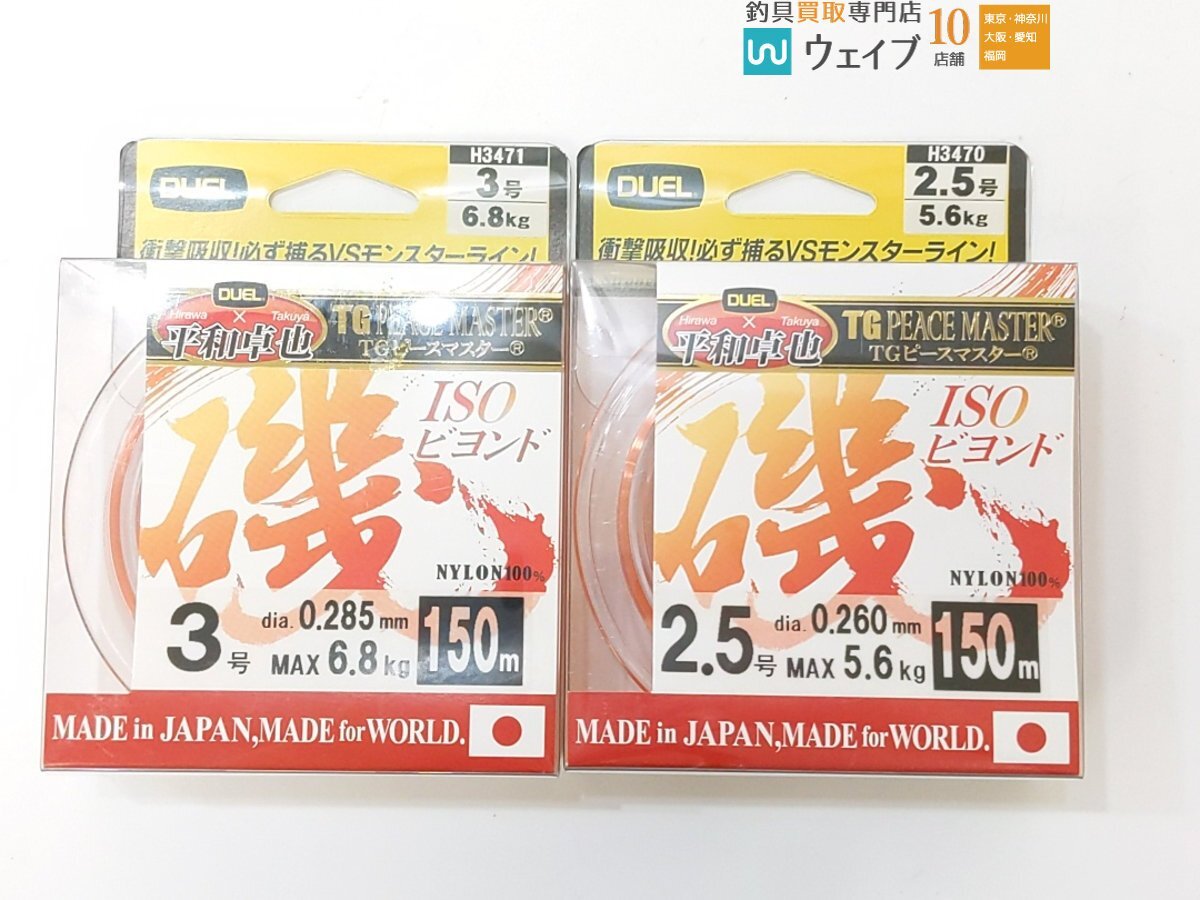 釣具買取専門店
ウェイブ
10
店舗
東京・神奈川
大阪・愛知
福岡
DUEL
H3471
3号
6.8kg
衝撃吸収!必ず捕るVSモンスターライン!
DUEL
Hirawa × Takuya
平和卓也
TG PEACE MASTER®
TGピースマスター®
磯
ISO
ビヨンド
NYLON100%
3号
dia. 0.285mm
MAX 6.8kg
150m
MADE in JAPAN,MADE for WORLD.
DUEL
H3470
2.5号
5.6kg
衝撃吸収!必ず捕るVSモンスターライン!
DUEL
Hirawa × Takuya
平和卓也
TG PEACE MASTER®
TGピースマスター®
磯
ISO
ビヨンド
NYLON100%
2.5号
dia. 0.260mm
MAX 5.6kg
150m
MADE in JAPAN,MADE for WORLD.